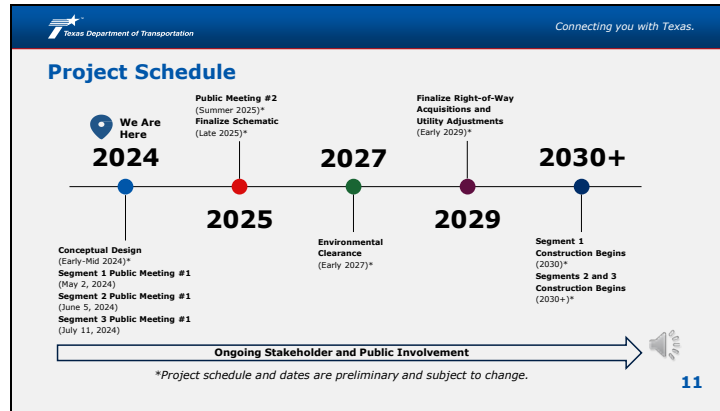 Texas Department of Transportation
Connecting you with Texas.
Project Schedule
We Are
Here
2024
Conceptual Design
(Early-Mid 2024)*
Segment 1 Public Meeting #1
(May 2, 2024)
Segment 2 Public Meeting #1
(June 5, 2024)
Segment 3 Public Meeting #1
(July 11, 2024)
Public Meeting #2
(Summer 2025)*
Finalize Schematic
(Late 2025)*
2025
2027
Environmental
Clearance
(Early 2027)*
Finalize Right-of-Way
Acquisitions and
Utility Adjustments
(Early 2029)*
2029
2030+
Segment 1
Construction Begins
(2030)*
Segments 2 and 3
Construction Begins
(2030+)*
Ongoing Stakeholder and Public Involvement
*Project schedule and dates are preliminary and subject to change.
11